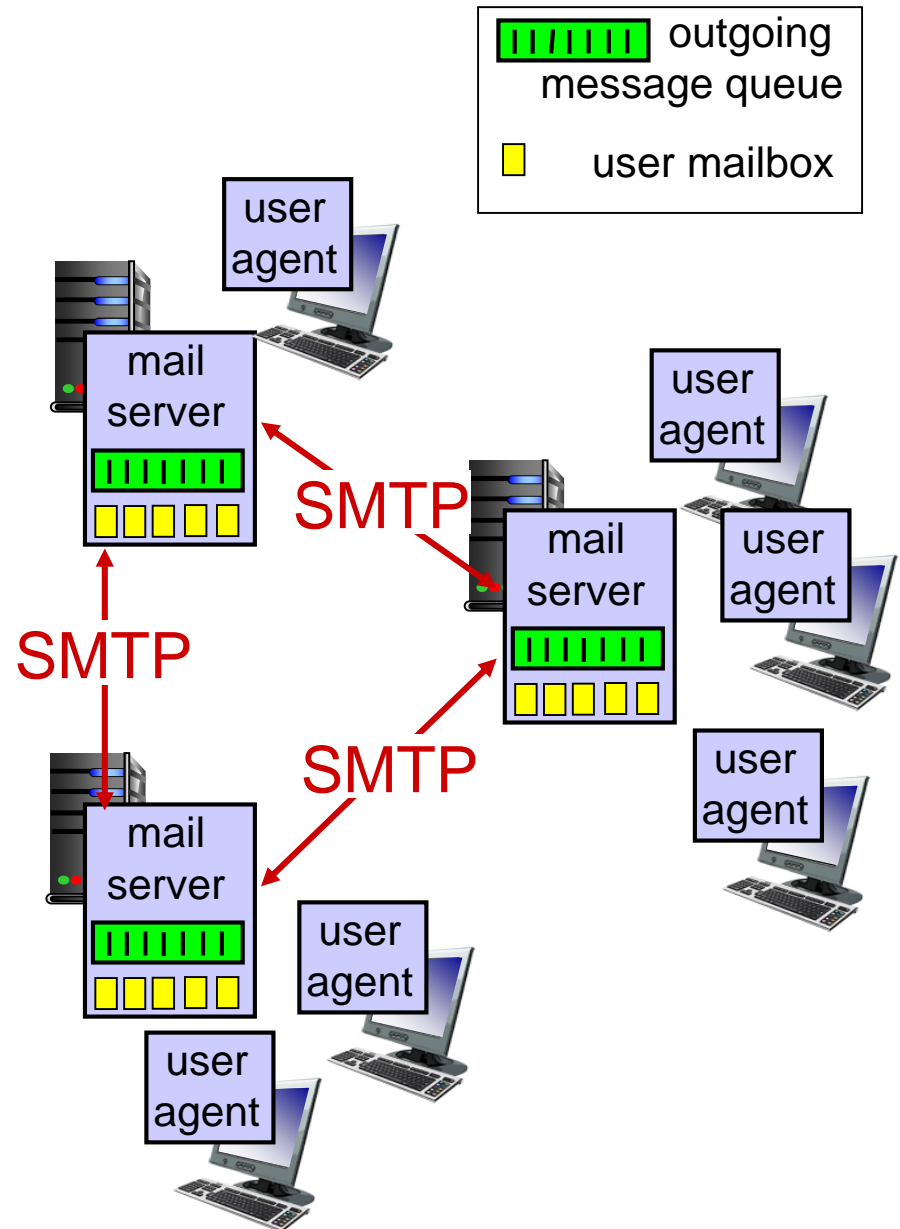 outgoing
message queue
user mailbox
user
agent
mail
server
SMTP
user
agent
mail
server
user
agent
SMTP
SMTP
user
agent
mail
server
user
agent
user
agent